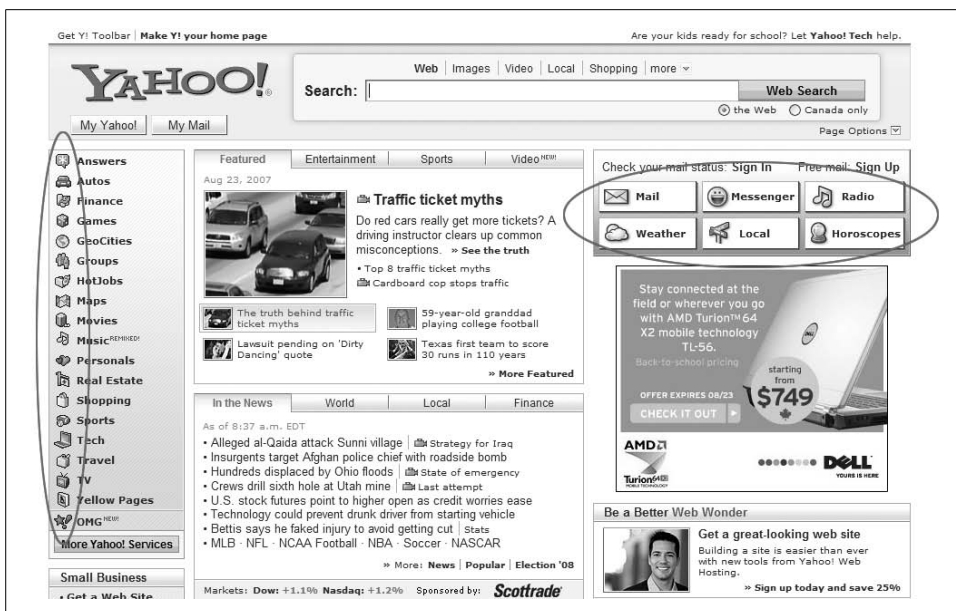 Get Y! Toolbar | Make Y! your home page
Are your kids ready for school? Let Yahoo! Tech help.
YAHOO!®
Web | Images | Video | Local | Shopping | more
Search:
Web Search
the Web Canada only
My Yahoo! My Mail
Page Options
Answers
Autos
Finance
Games
GeoCities
Groups
HotJobs
Maps
Movies
Music REMIXED!
Personals
Real Estate
Shopping
Sports
Tech
Travel
TV
Yellow Pages
OMG NEW!
More Yahoo! Services
Small Business
• Get a Web Site
Featured Entertainment Sports Video NEW!
Aug 23, 2007
Traffic ticket myths
Do red cars really get more tickets? A
driving instructor clears up common
misconceptions. » See the truth
• Top 8 traffic ticket myths
Cardboard cop stops traffic
The truth behind traffic
ticket myths
59-year-old granddad
playing college football
Lawsuit pending on 'Dirty
Dancing' quote
Texas first team to score
30 runs in 110 years
» More Featured
In the News World Local Finance
As of 8:37 a.m. EDT
• Alleged al-Qaida attack Sunni village | Strategy for Iraq
• Insurgents target Afghan police chief with roadside bomb
• Hundreds displaced by Ohio floods | State of emergency
• Crews drill sixth hole at Utah mine | Last attempt
• U.S. stock futures point to higher open as credit worries ease
• Technology could prevent drunk driver from starting vehicle
• Bettis says he faked injury to avoid getting cut | Stats
• MLB · NFL · NCAA Football · NBA · Soccer · NASCAR
» More: News | Popular | Election '08
Markets: Dow: +1.1% Nasdaq: +1.2% Sponsored by: Scottrade
Check your mail status: Sign In Free mail: Sign Up
Mail Messenger Radio
Weather Local Horoscopes
Stay connected at the
field or wherever you go
with AMD Turion™ 64
X2 mobile technology
TL-56.
Back-to-school pricing
starting
from
$749
OFFER EXPIRES 08/23
CHECK IT OUT
DELL
AMD
Turion 64 X2
MOBILE TECHNOLOGY
DELL
YOURS IS HERE
Be a Better Web Wonder
Get a great-looking web site
Building a site is easier than ever
with new tools from Yahoo! Web
Hosting.
» Sign up today and save 25%